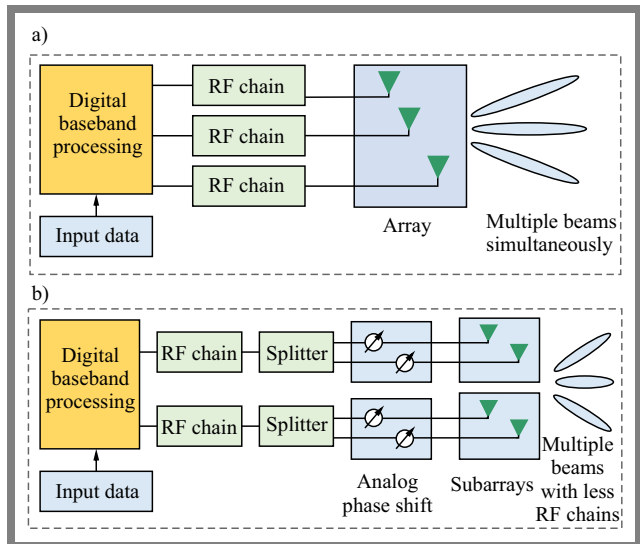 a)
Digital
baseband
processing
RF chain
RF chain
RF chain
Input data
Array
Multiple beams
simultaneously
b)
Digital
baseband
processing
RF chain
Splitter
RF chain
Splitter
Input data
Analog
phase shift
Subarrays
Multiple
beams
with less
RF chains